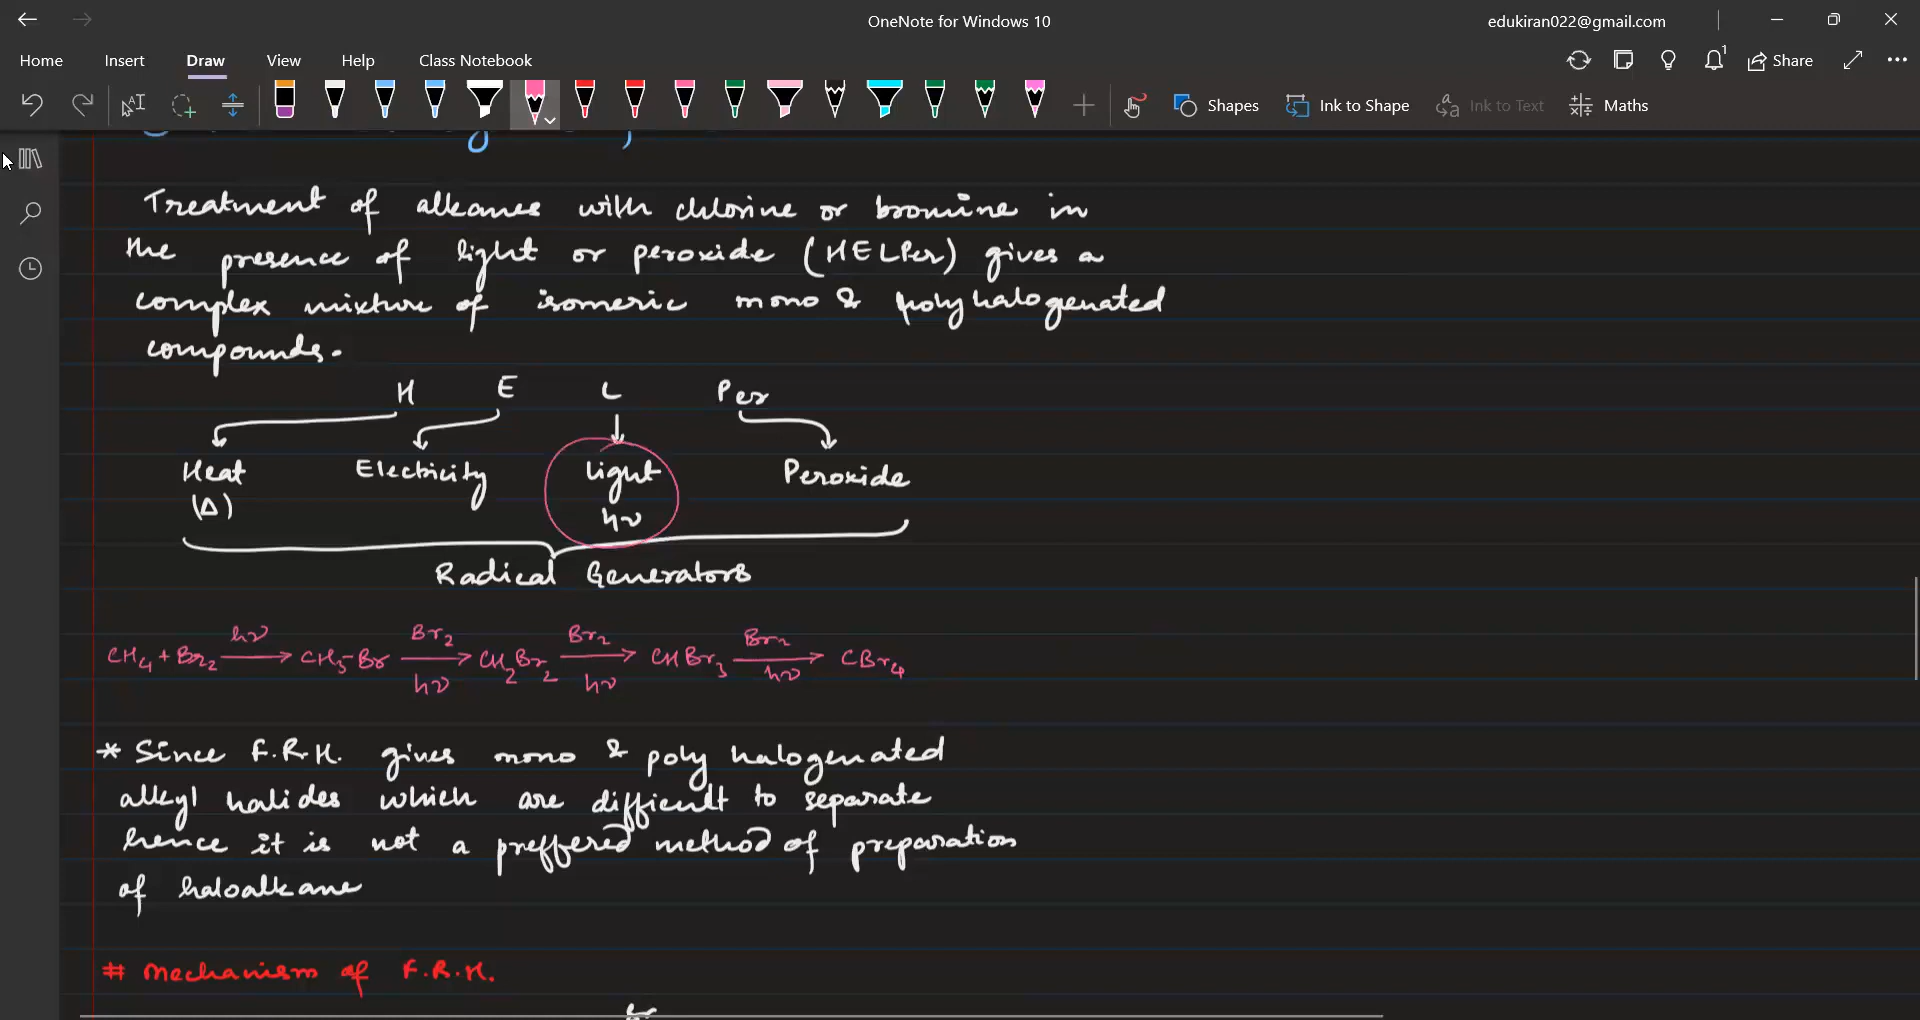 OneNote for Windows 10
edukiran022@gmail.com
Home Insert Draw View Help Class Notebook
Share
Shapes Ink to Shape Ink to Text Maths
Treatment of alkanes with chlorine or bromine in
the presence of light or peroxide (HELPer) gives a
complex mixture of isomeric mono & polyhalogenated
compounds.
H E L Per
Heat Electricity Light Peroxide
(Δ) hν
Radical Generators
hν Br2 Br2 Br2
CH4 + Br2 → CH3-Br → CH2Br2 → CHBr3 → CBr4
hν hν hν
* Since F.R.H. gives mono & poly halogenated
alkyl halides which are difficult to separate
hence it is not a preffered method of preparation
of haloalkane
# Mechanism of F.R.H.